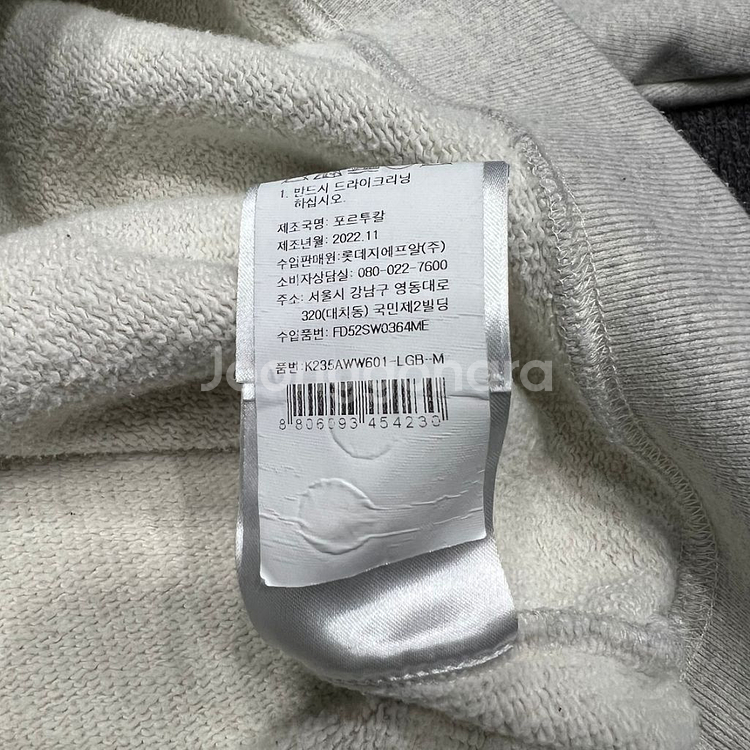 1. 반드시 드라이크리닝
하십시오.
제조국명: 포르투칼
제조년월: 2022.11
수입판매원:롯데지에프알(주)
소비자상담실: 080-022-7600
주소: 서울시 강남구 영동대로
320(대치동) 국민제2빌딩
수입품번: FD52SW0364ME
품번:K235AWW601-LGB--M
Joonggonara
8 806093 454230